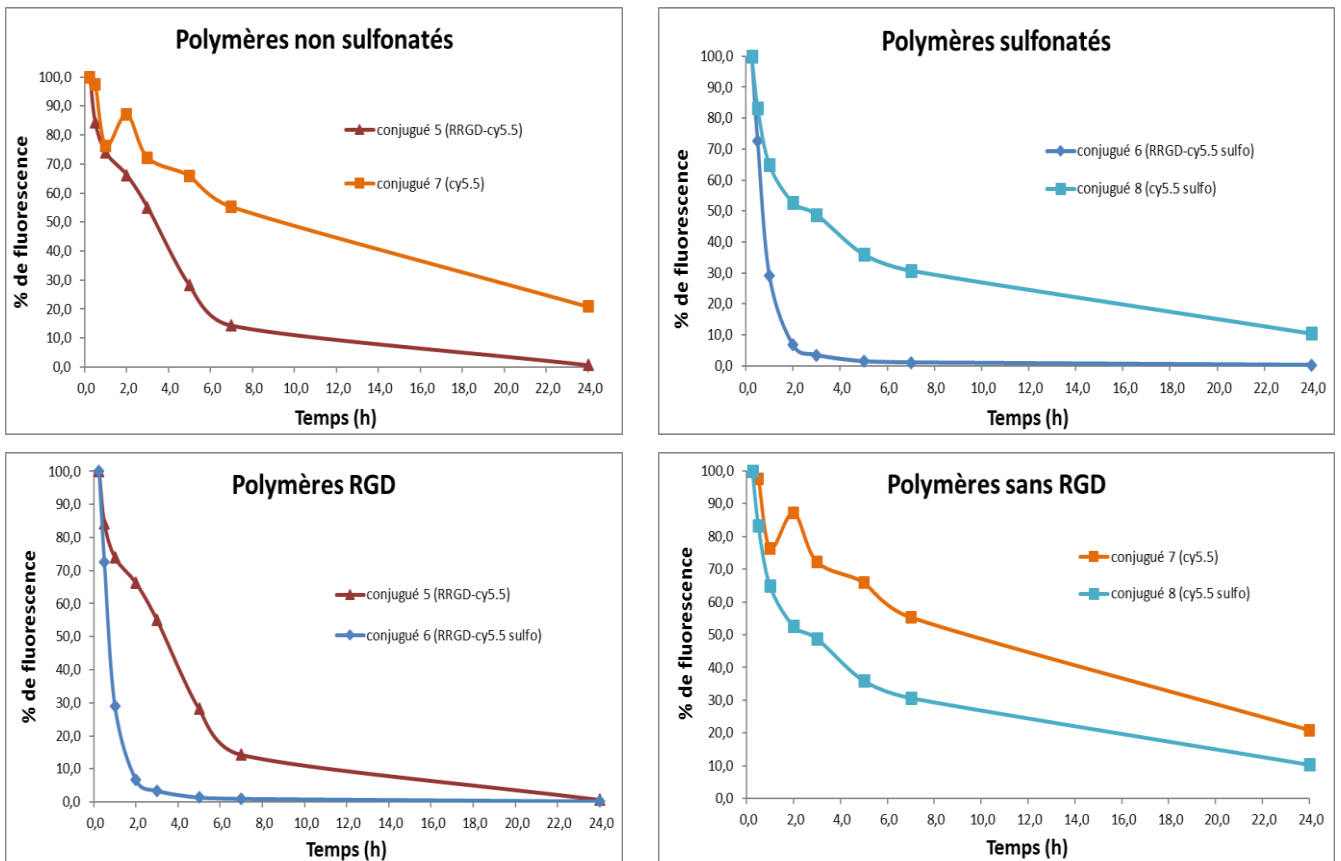 Polymères non sulfonatés
100,0
90,0
80,0
70,0
60,0
50,0
40,0
30,0
20,0
10,0
0,0
% de fluorescence
conjugué 5 (RRGD-cy5.5)
conjugué 7 (cy5.5)
0,0 2,0 4,0 6,0 8,0 10,0 12,0 14,0 16,0 18,0 20,0 22,0 24,0
Temps (h)
Polymères sulfonatés
100,0
90,0
80,0
70,0
60,0
50,0
40,0
30,0
20,0
10,0
0,0
% de fluorescence
conjugué 6 (RRGD-cy5.5 sulfo)
conjugué 8 (cy5.5 sulfo)
0,0 2,0 4,0 6,0 8,0 10,0 12,0 14,0 16,0 18,0 20,0 22,0 24,0
Temps (h)
Polymères RGD
100,0
90,0
80,0
70,0
60,0
50,0
40,0
30,0
20,0
10,0
0,0
% de fluorescence
conjugué 5 (RRGD-cy5.5)
conjugué 6 (RRGD-cy5.5 sulfo)
0,0 2,0 4,0 6,0 8,0 10,0 12,0 14,0 16,0 18,0 20,0 22,0 24,0
Temps (h)
Polymères sans RGD
100,0
90,0
80,0
70,0
60,0
50,0
40,0
30,0
20,0
10,0
0,0
% de fluorescence
conjugué 7 (cy5.5)
conjugué 8 (cy5.5 sulfo)
0,0 2,0 4,0 6,0 8,0 10,0 12,0 14,0 16,0 18,0 20,0 22,0 24,0
Temps (h)